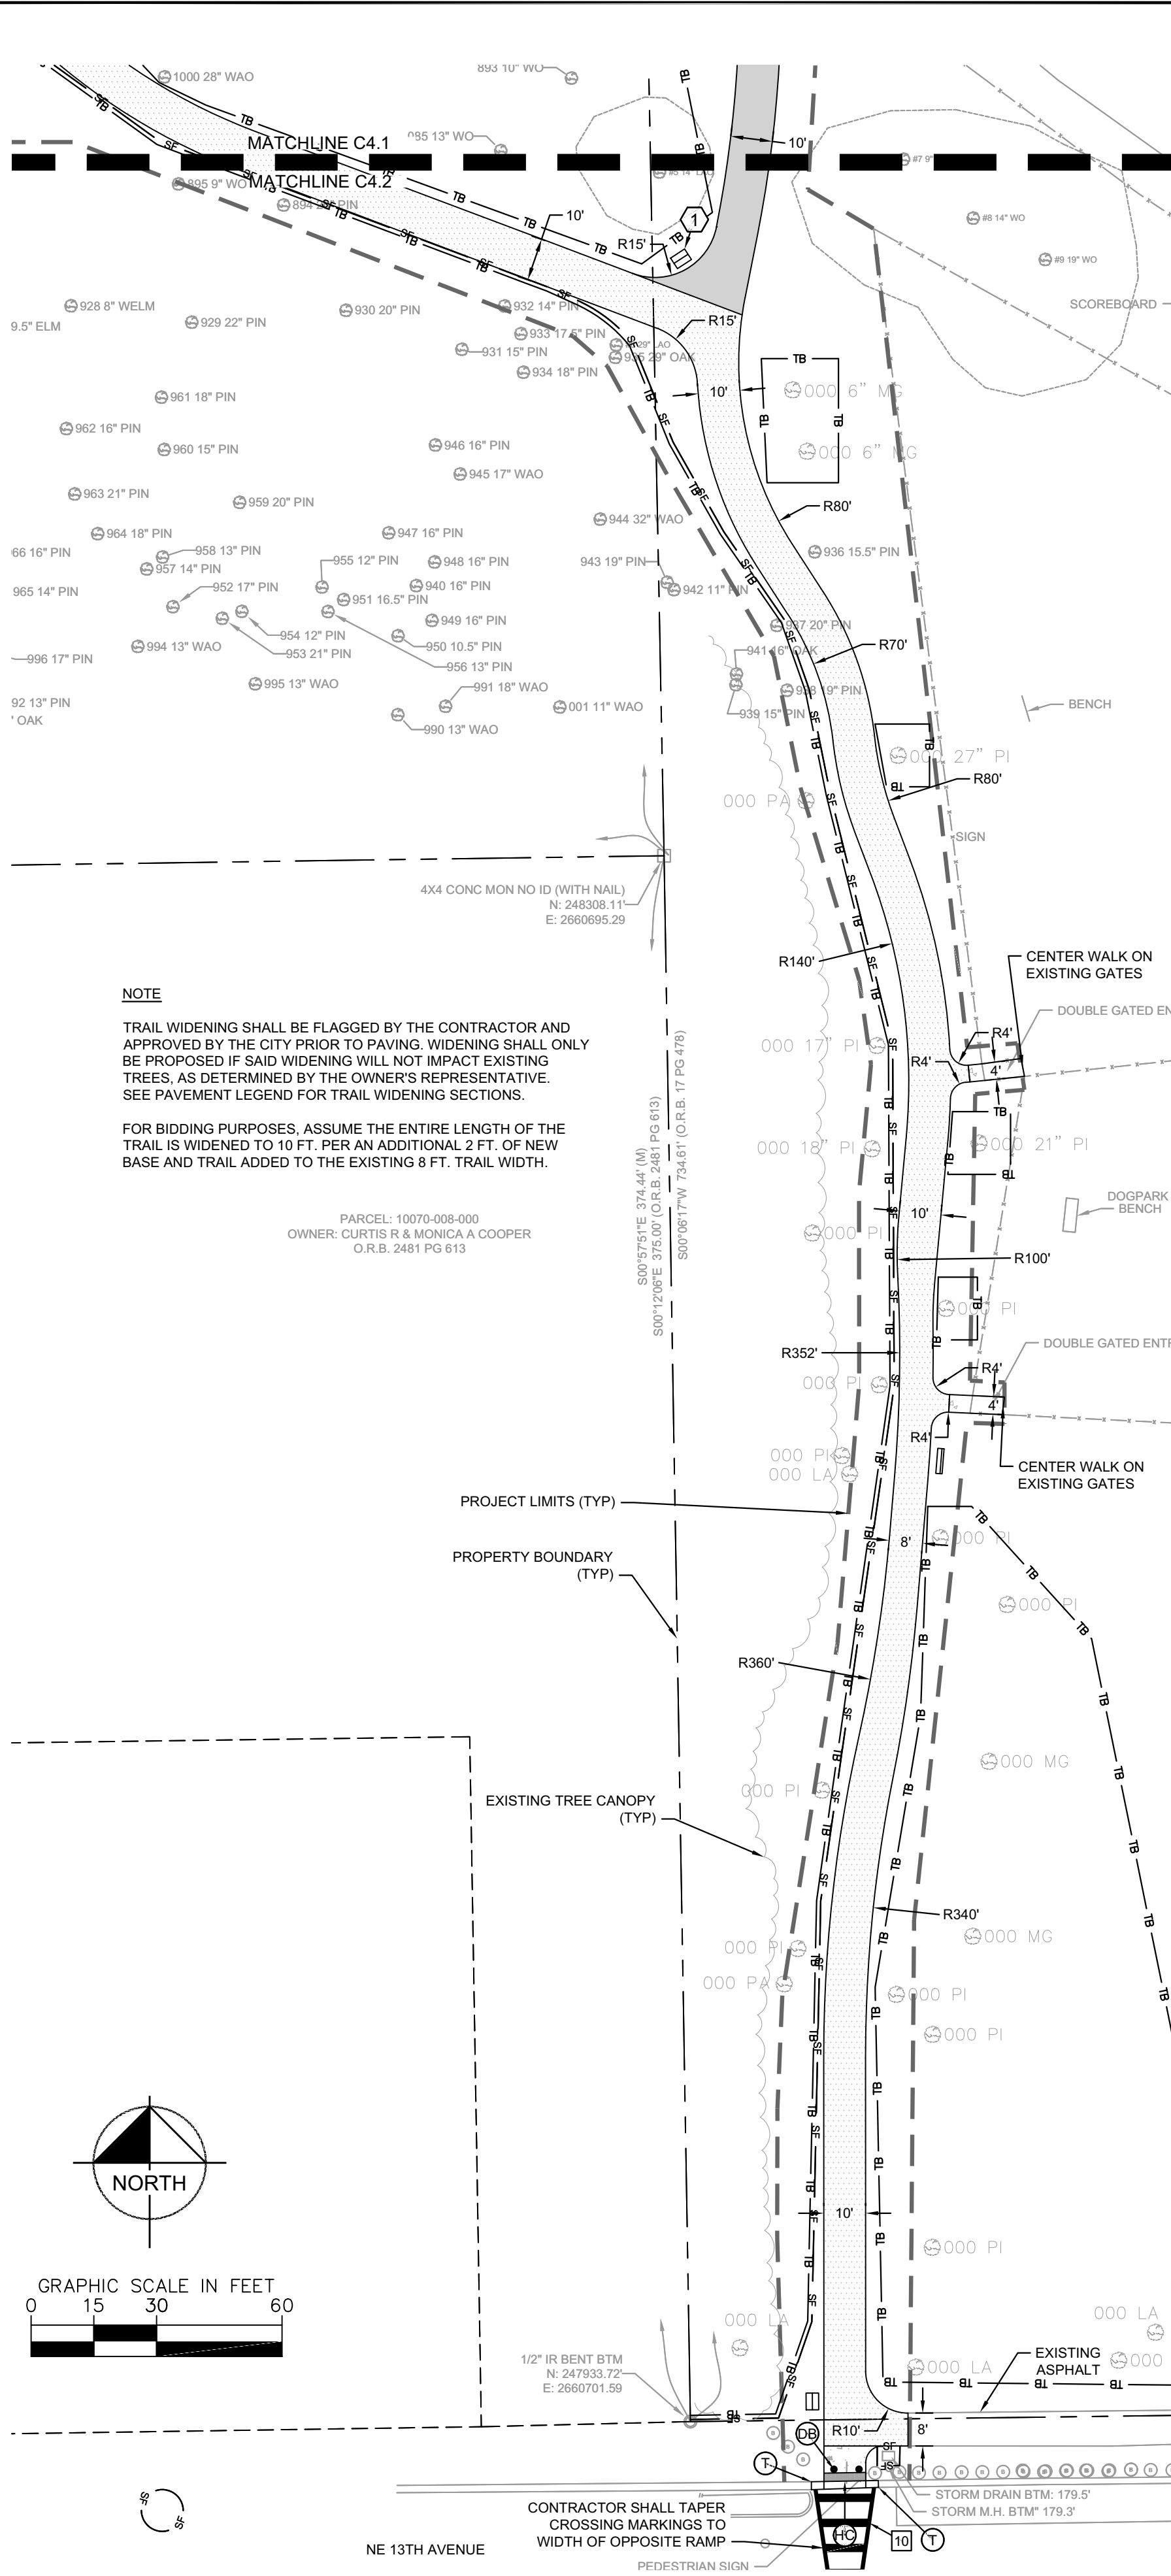 1000 28" WAO
893 10" WO
TB
TB
SF
TB
MATCHLINE C4.1
085 13" WO
10'
#7 9"
MATCHLINE C4.2
895 9" WO
#5 14" LAO
SF
TB
10'
R15'
1
#8 14" WO
#9 19" WO
928 8" WELM
930 20" PIN
932 14" PIN
SCOREBOARD
9.5" ELM
929 22" PIN
R15'
933 17.5" PIN
931 15" PIN
935 29" OAK
934 18" PIN
TB
10'
000 6" MG
961 18" PIN
962 16" PIN
TB
TB
946 16" PIN
960 15" PIN
000 6" MG
945 17" WAO
963 21" PIN
959 20" PIN
R80'
944 32" WAO
964 18" PIN
947 16" PIN
066 16" PIN
958 13" PIN
936 15.5" PIN
957 14" PIN
955 12" PIN
948 16" PIN
943 19" PIN
965 14" PIN
952 17" PIN
940 16" PIN
942 11" PIN
951 16.5" PIN
949 16" PIN
937 20" PIN
954 12" PIN
950 10.5" PIN
994 13" WAO
953 21" PIN
941 16" OAK
R70'
996 17" PIN
956 13" PIN
995 13" WAO
991 18" WAO
938 19" PIN
92 13" PIN
001 11" WAO
939 15" PIN
BENCH
' OAK
990 13" WAO
000 27" PI
R80'
000 PA
SIGN
4X4 CONC MON NO ID (WITH NAIL)
N: 248308.11'
E: 2660695.29
R140'
CENTER WALK ON
EXISTING GATES
NOTE
DOUBLE GATED EN
TRAIL WIDENING SHALL BE FLAGGED BY THE CONTRACTOR AND
APPROVED BY THE CITY PRIOR TO PAVING. WIDENING SHALL ONLY
BE PROPOSED IF SAID WIDENING WILL NOT IMPACT EXISTING
TREES, AS DETERMINED BY THE OWNER'S REPRESENTATIVE.
SEE PAVEMENT LEGEND FOR TRAIL WIDENING SECTIONS.
000 17" PI
R4'
R4'
4'
FOR BIDDING PURPOSES, ASSUME THE ENTIRE LENGTH OF THE
TRAIL IS WIDENED TO 10 FT. PER AN ADDITIONAL 2 FT. OF NEW
BASE AND TRAIL ADDED TO THE EXISTING 8 FT. TRAIL WIDTH.
000 18" PI
000 21" PI
S00°57'51"E 374.44' (M)
S00°12'06"E 375.00' (O.R.B. 2481 PG 613)
S00°06'17"W 734.61' (O.R.B. 17 PG 478)
DOGPARK
BENCH
PARCEL: 10070-008-000
OWNER: CURTIS R & MONICA A COOPER
O.R.B. 2481 PG 613
10'
000 PI
R100'
000 PI
R352'
DOUBLE GATED ENTR
R4'
000 PI
4'
R4'
000 PI
000 LA
CENTER WALK ON
EXISTING GATES
PROJECT LIMITS (TYP)
8'
000 PI
PROPERTY BOUNDARY
(TYP)
000 PI
R360'
000 MG
000 PI
EXISTING TREE CANOPY
(TYP)
R340'
000 MG
000 PI
000 PA
000 PI
000 PI
NORTH
10'
000 PI
GRAPHIC SCALE IN FEET
0 15 30 60
000 LA
000 LA
1/2" IR BENT BTM
N: 247933.72'
E: 2660701.59
EXISTING
ASPHALT
000
000 LA
R10'
8'
DB
T
SF
STORM DRAIN BTM: 179.5'
STORM M.H. BTM" 179.3'
CONTRACTOR SHALL TAPER
CROSSING MARKINGS TO
WIDTH OF OPPOSITE RAMP
HC
10
T
NE 13TH AVENUE
PEDESTRIAN SIGN